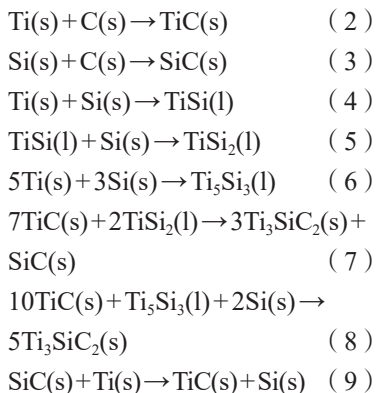 Ti(s)+C(s)→TiC(s) （2）
Si(s)+C(s)→SiC(s) （3）
Ti(s)+Si(s)→TiSi(l) （4）
TiSi(l)+Si(s)→TiSi₂(l) （5）
5Ti(s)+3Si(s)→Ti₅Si₃(l) （6）
7TiC(s)+2TiSi₂(l)→3Ti₃SiC₂(s)+
SiC(s) （7）
10TiC(s)+Ti₅Si₃(l)+2Si(s)→
5Ti₃SiC₂(s) （8）
SiC(s)+Ti(s)→TiC(s)+Si(s) （9）